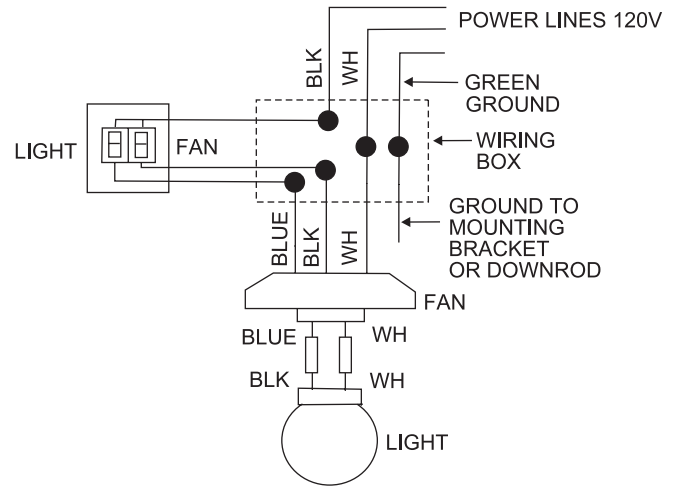 POWER LINES 120V
BLK
WH
GREEN
GROUND
LIGHT
FAN
WIRING
BOX
GROUND TO
MOUNTING
BRACKET
OR DOWNROD
BLUE
BLK
WH
FAN
BLUE
WH
BLK
WH
LIGHT